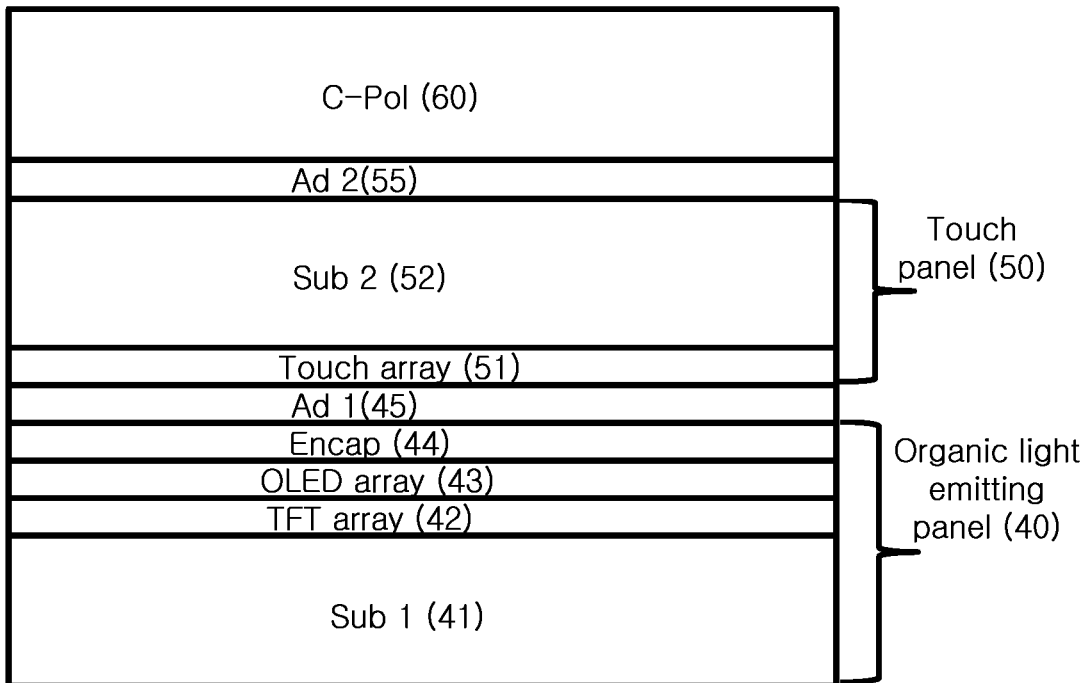 C-Pol (60)
Ad 2(55)
Sub 2 (52)
Touch array (51)
Touch
panel (50)
Ad 1(45)
Encap (44)
OLED array (43)
TFT array (42)
Sub 1 (41)
Organic light
emitting
panel (40)